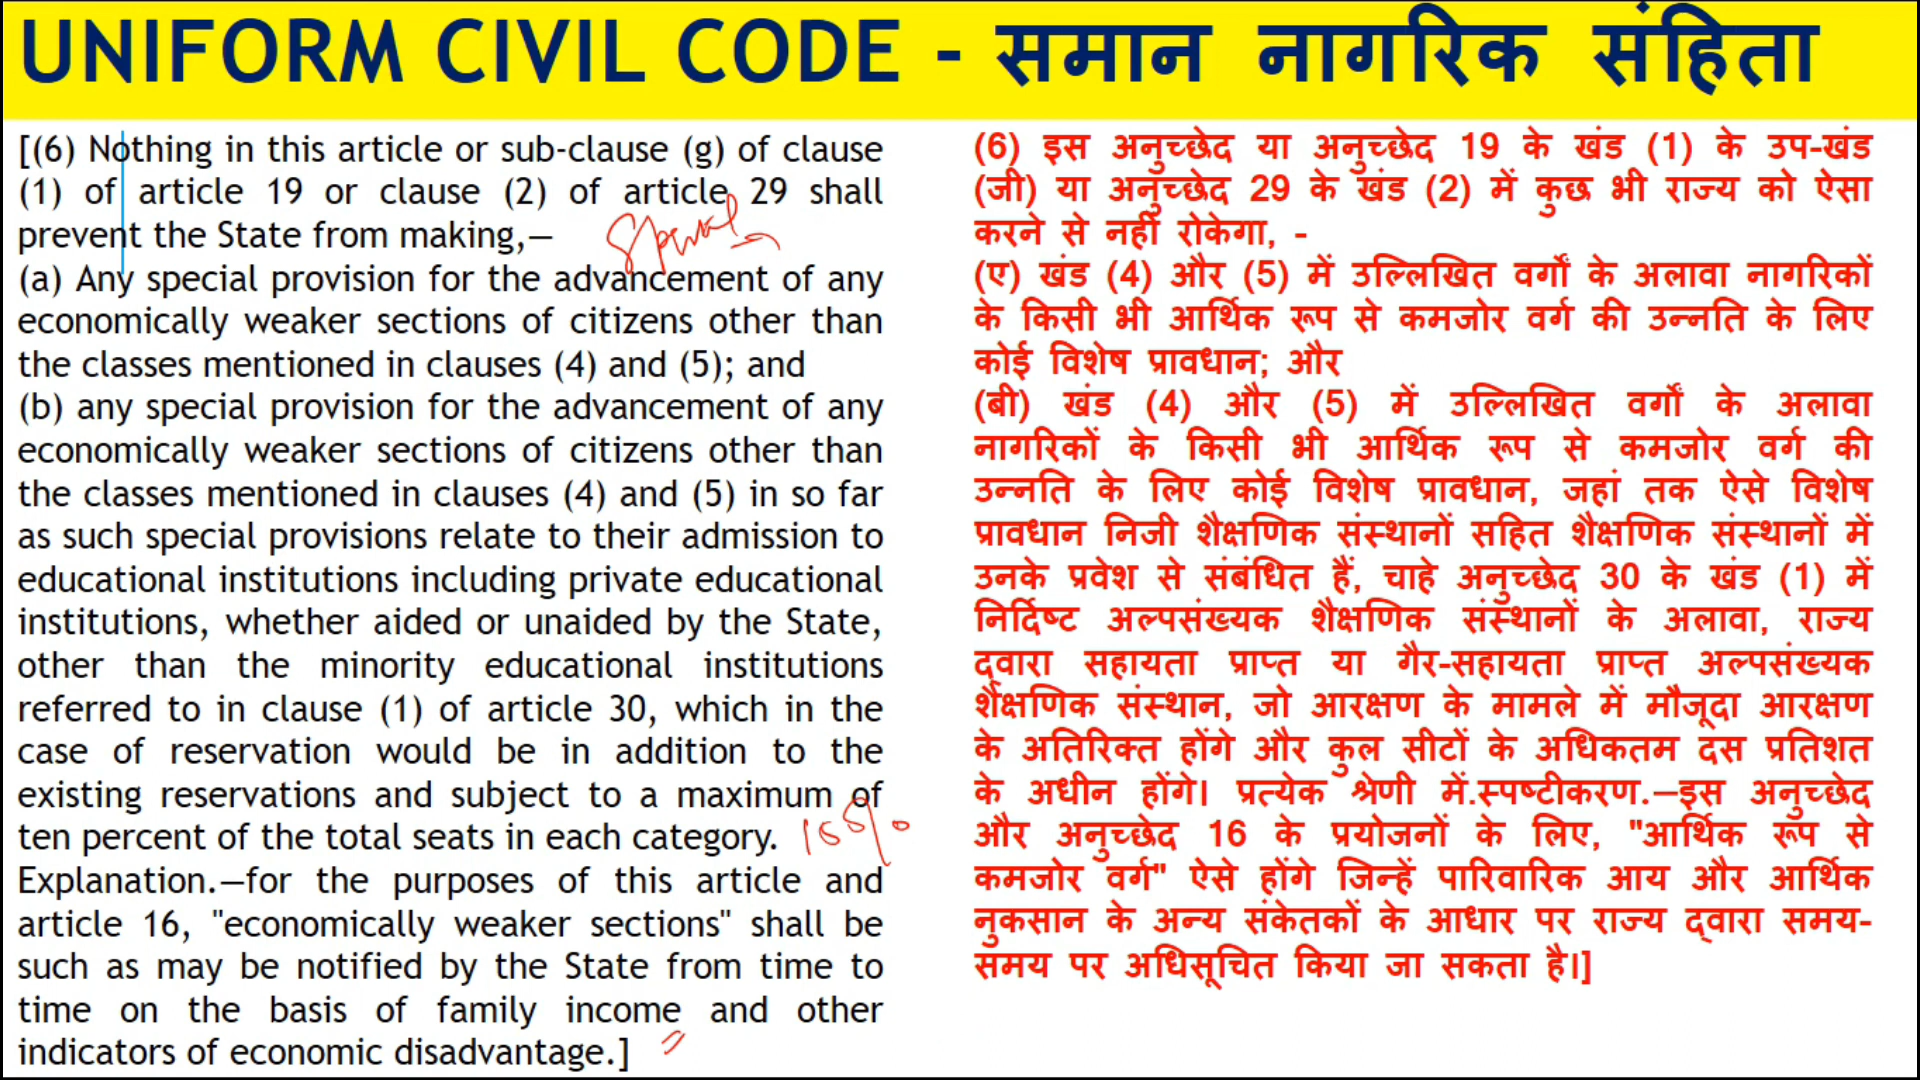 UNIFORM CIVIL CODE - समान नागरिक संहिता
[(6) Nothing in this article or sub-clause (g) of clause
(1) of article 19 or clause (2) of article 29 shall
prevent the State from making,—
(a) Any special provision for the advancement of any
economically weaker sections of citizens other than
the classes mentioned in clauses (4) and (5); and
(b) any special provision for the advancement of any
economically weaker sections of citizens other than
the classes mentioned in clauses (4) and (5) in so far
as such special provisions relate to their admission to
educational institutions including private educational
institutions, whether aided or unaided by the State,
other than the minority educational institutions
referred to in clause (1) of article 30, which in the
case of reservation would be in addition to the
existing reservations and subject to a maximum of
ten percent of the total seats in each category.
Explanation.—for the purposes of this article and
article 16, "economically weaker sections" shall be
such as may be notified by the State from time to
time on the basis of family income and other
indicators of economic disadvantage.]
(6) इस अनुच्छेद या अनुच्छेद 19 के खंड (1) के उप-खंड
(जी) या अनुच्छेद 29 के खंड (2) में कुछ भी राज्य को ऐसा
करने से नहीं रोकेगा, -
(ए) खंड (4) और (5) में उल्लिखित वर्गों के अलावा नागरिकों
के किसी भी आर्थिक रूप से कमजोर वर्ग की उन्नति के लिए
कोई विशेष प्रावधान; और
(बी) खंड (4) और (5) में उल्लिखित वर्गों के अलावा
नागरिकों के किसी भी आर्थिक रूप से कमजोर वर्ग की
उन्नति के लिए कोई विशेष प्रावधान, जहां तक ऐसे विशेष
प्रावधान निजी शैक्षणिक संस्थानों सहित शैक्षणिक संस्थानों में
उनके प्रवेश से संबंधित हैं, चाहे अनुच्छेद 30 के खंड (1) में
निर्दिष्ट अल्पसंख्यक शैक्षणिक संस्थानों के अलावा, राज्य
द्वारा सहायता प्राप्त या गैर-सहायता प्राप्त अल्पसंख्यक
शैक्षणिक संस्थान, जो आरक्षण के मामले में मौजूदा आरक्षण
के अतिरिक्त होंगे और कुल सीटों के अधिकतम दस प्रतिशत
के अधीन होंगे। प्रत्येक श्रेणी में.स्पष्टीकरण.—इस अनुच्छेद
और अनुच्छेद 16 के प्रयोजनों के लिए, "आर्थिक रूप से
कमजोर वर्ग" ऐसे होंगे जिन्हें पारिवारिक आय और आर्थिक
नुकसान के अन्य संकेतकों के आधार पर राज्य द्वारा समय-
समय पर अधिसूचित किया जा सकता है।]